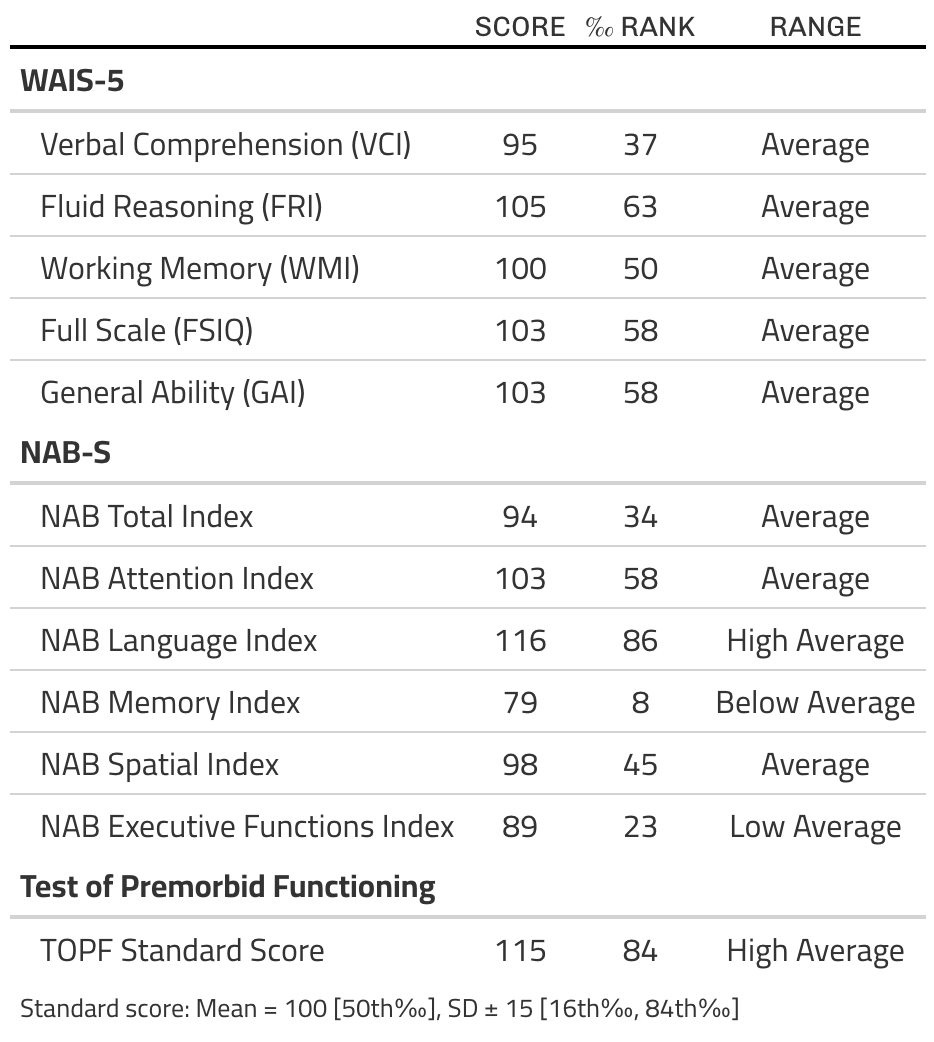 SCORE ‰ RANK RANGE
WAIS-5
Verbal Comprehension (VCI) 95 37 Average
Fluid Reasoning (FRI) 105 63 Average
Working Memory (WMI) 100 50 Average
Full Scale (FSIQ) 103 58 Average
General Ability (GAI) 103 58 Average
NAB-S
NAB Total Index 94 34 Average
NAB Attention Index 103 58 Average
NAB Language Index 116 86 High Average
NAB Memory Index 79 8 Below Average
NAB Spatial Index 98 45 Average
NAB Executive Functions Index 89 23 Low Average
Test of Premorbid Functioning
TOPF Standard Score 115 84 High Average
Standard score: Mean = 100 [50th‰], SD ± 15 [16th‰, 84th‰]